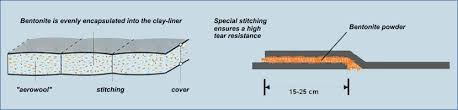 Bentonite is evenly encapsulated into the clay-liner
"aerowool"
stitching
cover
Special stitching
ensures a high
tear resistance
Bentonite powder
15-25 cm